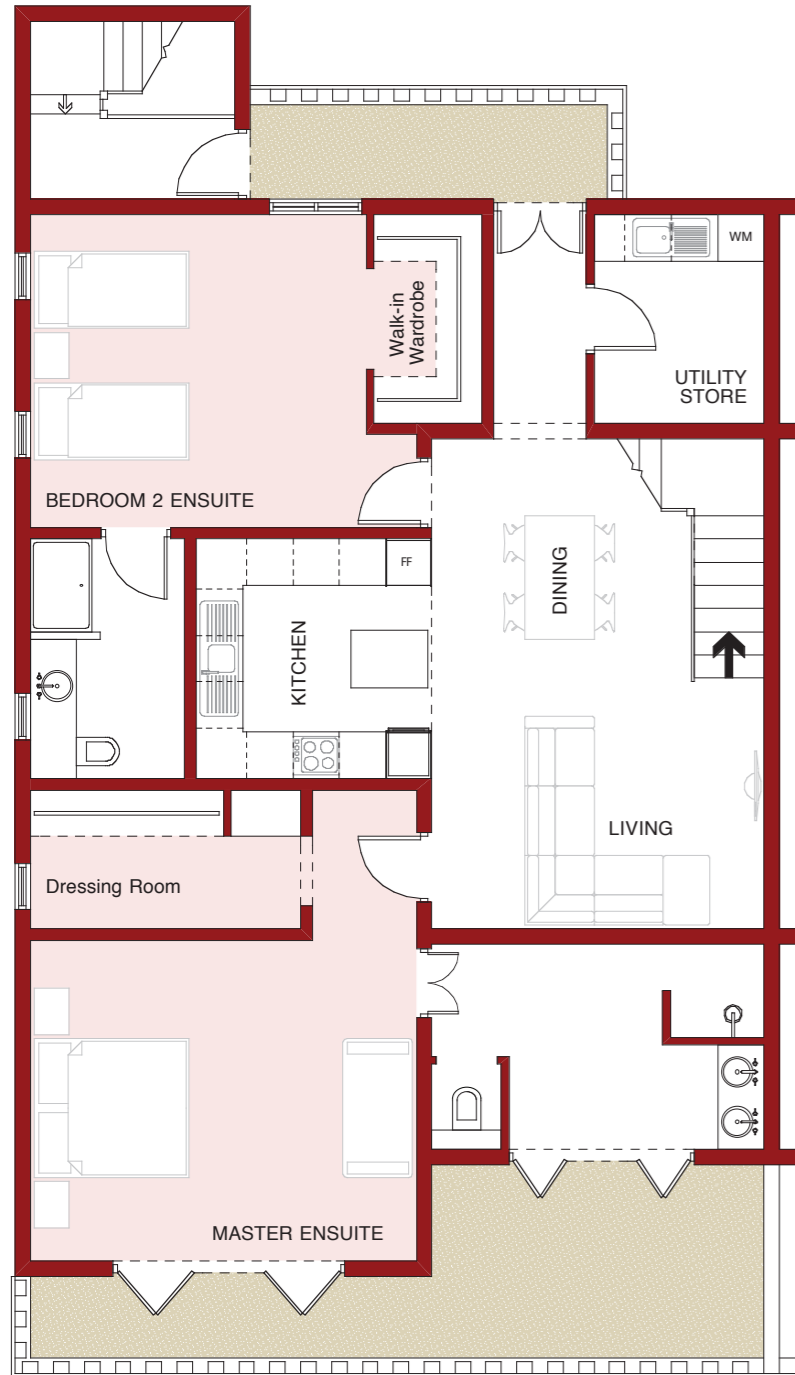 Walk-in
Wardrobe
WM
UTILITY
STORE
BEDROOM 2 ENSUITE
FF
DINING
KITCHEN
LIVING
Dressing Room
MASTER ENSUITE